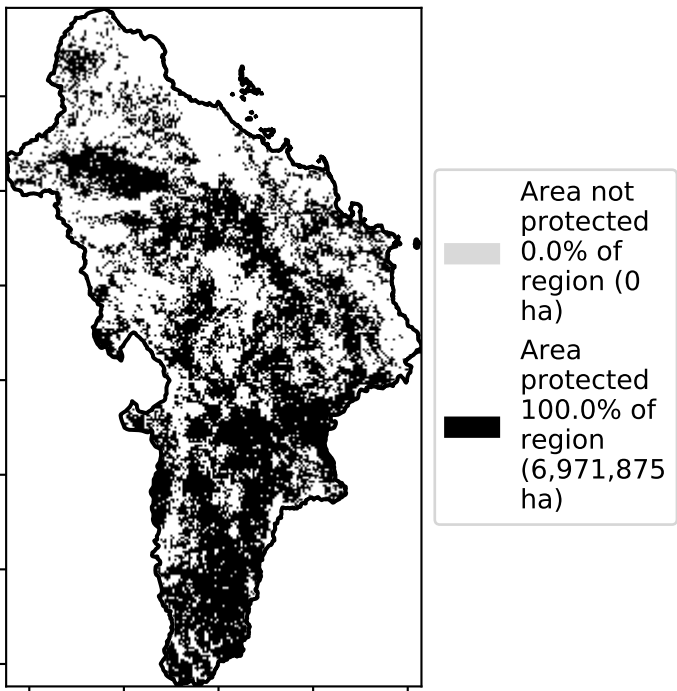 Area not
protected
0.0% of
region (0
ha)
Area
protected
100.0% of
region
(6,971,875
ha)